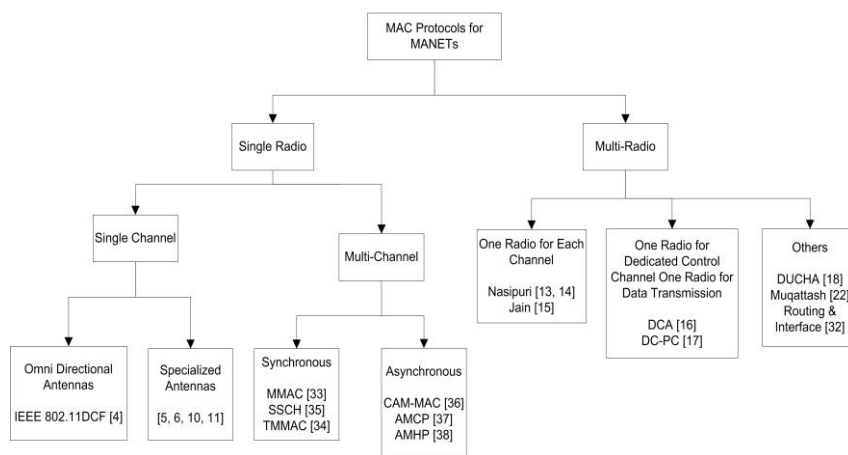 MAC Protocols for
MANETs
Single Radio
Multi-Radio
Single Channel
Multi-Channel
One Radio for Each
Channel
Nasipuri [13, 14]
Jain [15]
One Radio for
Dedicated Control
Channel One Radio for
Data Transmission
DCA [16]
DC-PC [17]
Others
DUCHA [18]
Muqattash [22]
Routing &
Interface [32]
Omni Directional
Antennas
IEEE 802.11DCF [4]
Specialized
Antennas
[5, 6, 10, 11]
Synchronous
MMAC [33]
SSCH [35]
TMMAC [34]
Asynchronous
CAM-MAC [36]
AMCP [37]
AMHP [38]